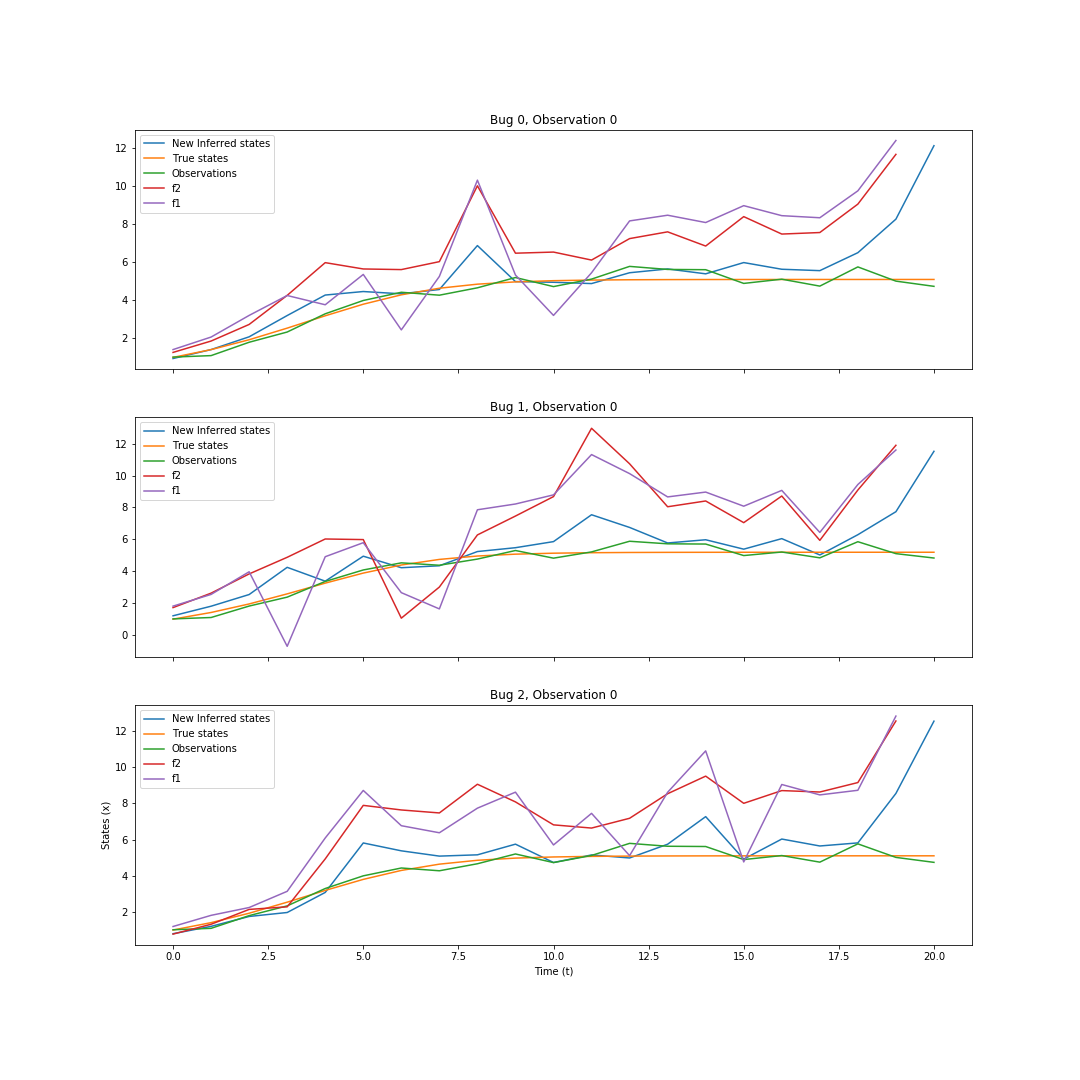 Bug 0, Observation 0
New Inferred states
True states
Observations
f2
f1
12
10
8
6
4
2
Bug 1, Observation 0
New Inferred states
True states
Observations
f2
f1
12
10
8
6
4
2
0
Bug 2, Observation 0
New Inferred states
True states
Observations
f2
f1
12
10
8
6
4
2
States (x)
0.0 2.5 5.0 7.5 10.0 12.5 15.0 17.5 20.0
Time (t)